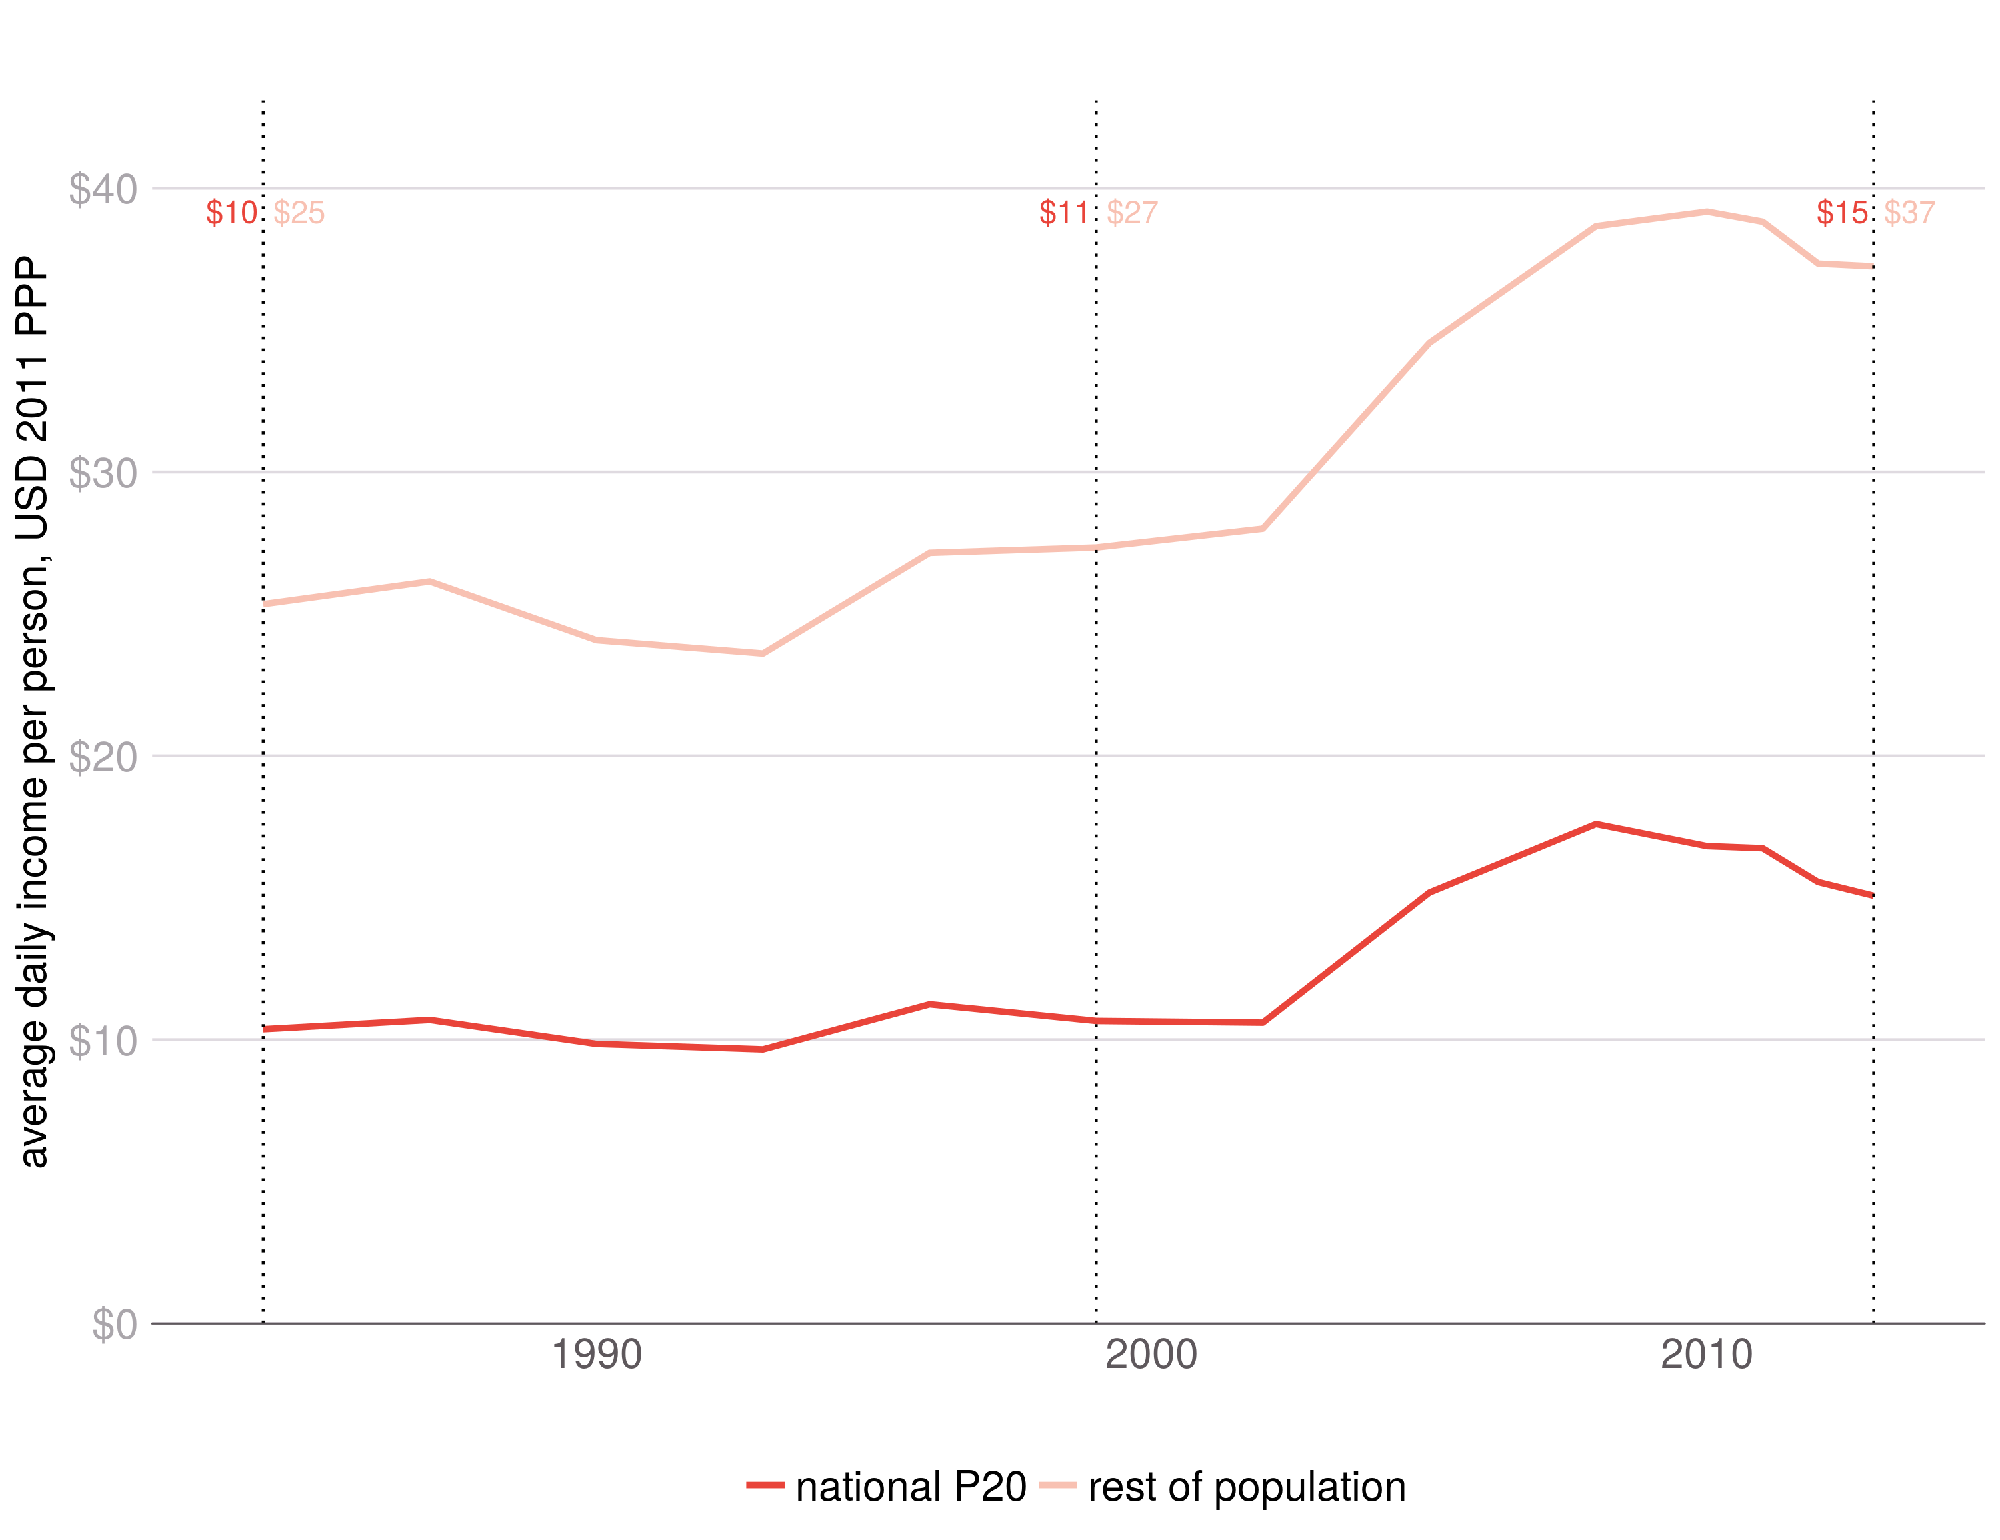 average daily income per person, USD 2011 PPP
$40
$10 $25 $11 $27 $15 $37
$30
$20
$10
$0
1990 2000 2010
national P20 rest of population